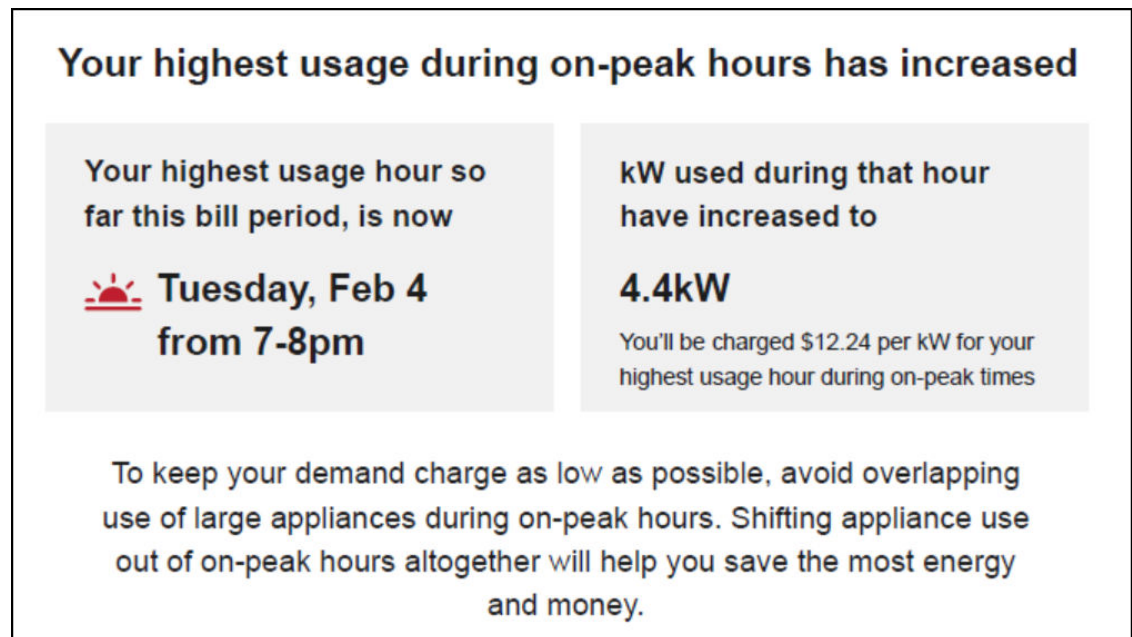 Your highest usage during on-peak hours has increased
Your highest usage hour so
far this bill period, is now
Tuesday, Feb 4
from 7-8pm
kW used during that hour
have increased to
4.4kW
You'll be charged $12.24 per kW for your
highest usage hour during on-peak times
To keep your demand charge as low as possible, avoid overlapping
use of large appliances during on-peak hours. Shifting appliance use
out of on-peak hours altogether will help you save the most energy
and money.